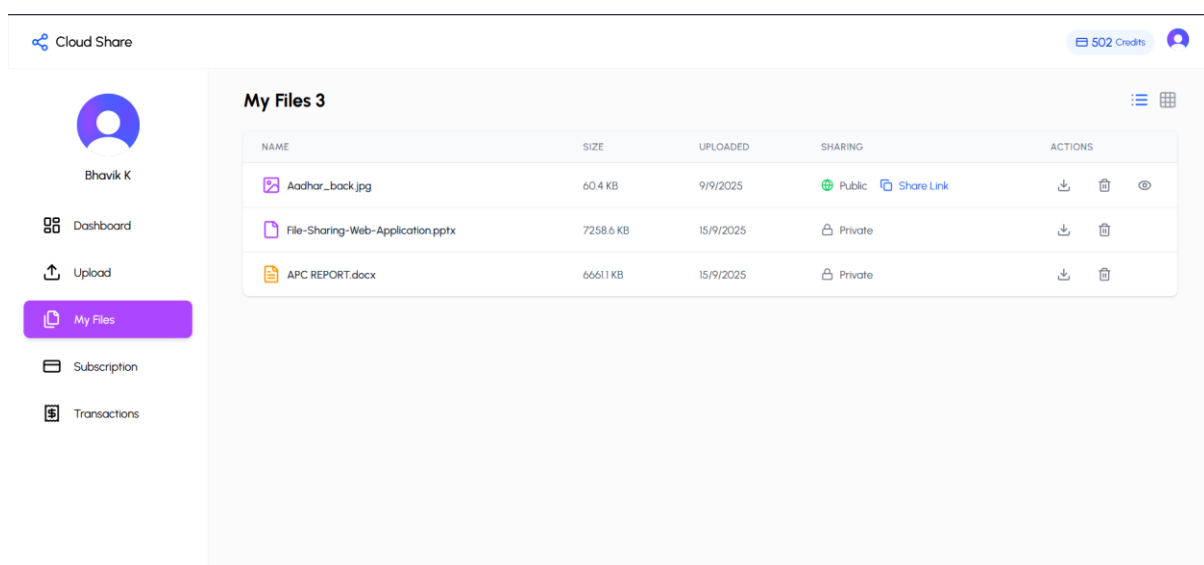 Cloud Share
502 Credits
Bhavik K
Dashboard
Upload
My Files
Subscription
Transactions
My Files 3
NAME SIZE UPLOADED SHARING ACTIONS
Aadhar_back.jpg 60.4 KB 9/9/2025 Public Share Link
File-Sharing-Web-Application.pptx 7258.6 KB 15/9/2025 Private
APC REPORT.docx 6661.1 KB 15/9/2025 Private